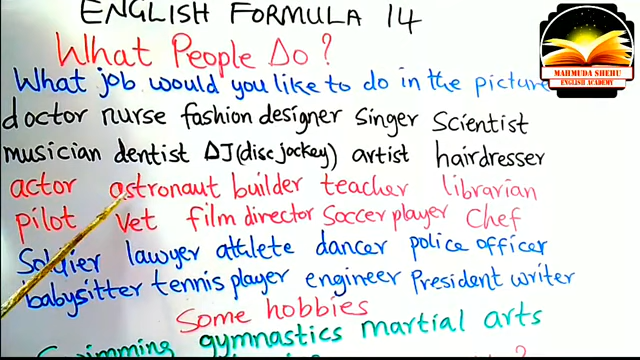 ENGLISH FORMULA 14
What People Do?
What job would you like to do in the picture
doctor nurse fashion designer Singer Scientist
musician dentist DJ (disc jockey) artist hairdresser
actor astronaut builder teacher librarian
pilot vet film director Soccer player Chef
Soldier lawyer athlete dancer police officer
babysitter tennis player engineer President writer
Some hobbies
Swimming gymnastics martial arts
MAHMUDA SHEHU
ENGLISH ACADEMY